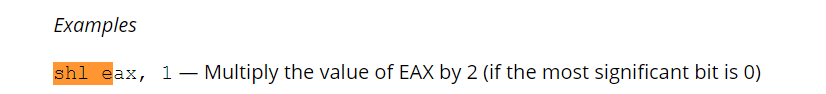 Examples
shl eax, 1 — Multiply the value of EAX by 2 (if the most significant bit is 0)